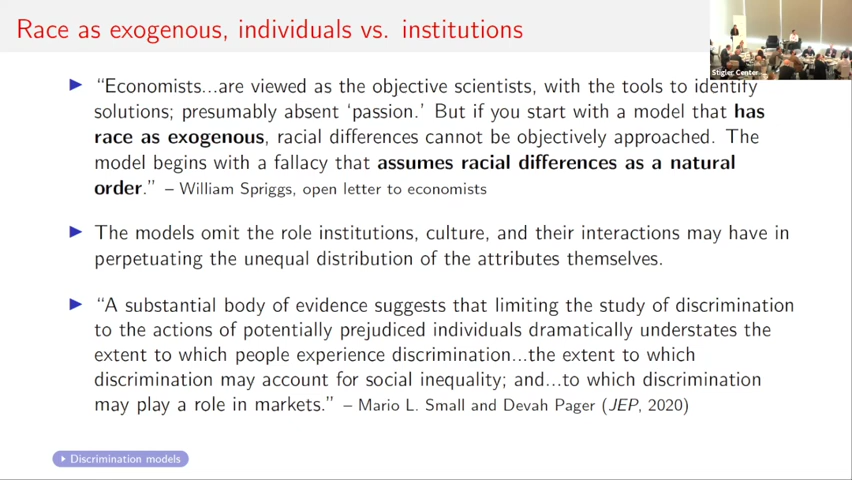 Race as exogenous, individuals vs. institutions
Stigler Center
“Economists...are viewed as the objective scientists, with the tools to identify
solutions; presumably absent ‘passion.’ But if you start with a model that has
race as exogenous, racial differences cannot be objectively approached. The
model begins with a fallacy that assumes racial differences as a natural
order.” – William Spriggs, open letter to economists
The models omit the role institutions, culture, and their interactions may have in
perpetuating the unequal distribution of the attributes themselves.
“A substantial body of evidence suggests that limiting the study of discrimination
to the actions of potentially prejudiced individuals dramatically understates the
extent to which people experience discrimination...the extent to which
discrimination may account for social inequality; and...to which discrimination
may play a role in markets.” – Mario L. Small and Devah Pager (JEP, 2020)
Discrimination models